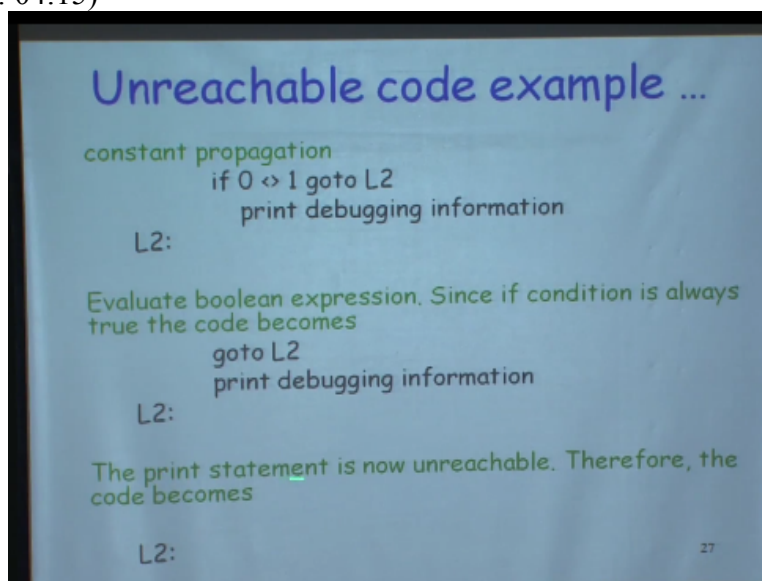 Unreachable code example ...
constant propagation
if 0 <> 1 goto L2
print debugging information
L2:
Evaluate boolean expression. Since if condition is always
true the code becomes
goto L2
print debugging information
L2:
The print statement is now unreachable. Therefore, the
code becomes
L2:
27